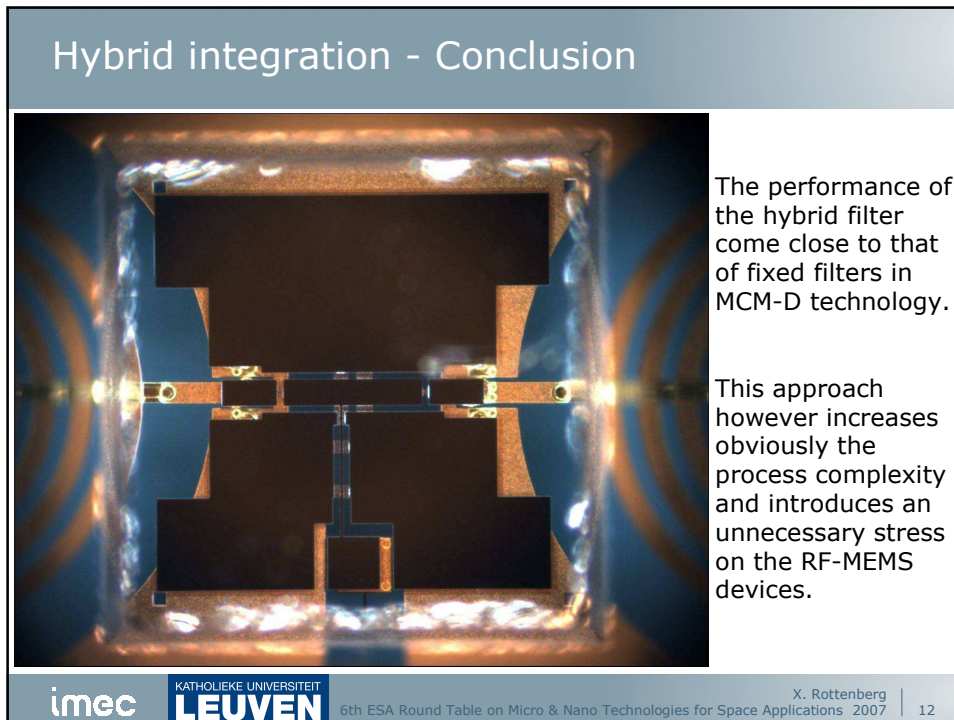 Hybrid integration - Conclusion
The performance of
the hybrid filter
come close to that
of fixed filters in
MCM-D technology.
This approach
however increases
obviously the
process complexity
and introduces an
unnecessary stress
on the RF-MEMS
devices.
imec
KATHOLIEKE UNIVERSITEIT
LEUVEN
X. Rottenberg
6th ESA Round Table on Micro & Nano Technologies for Space Applications 2007
12